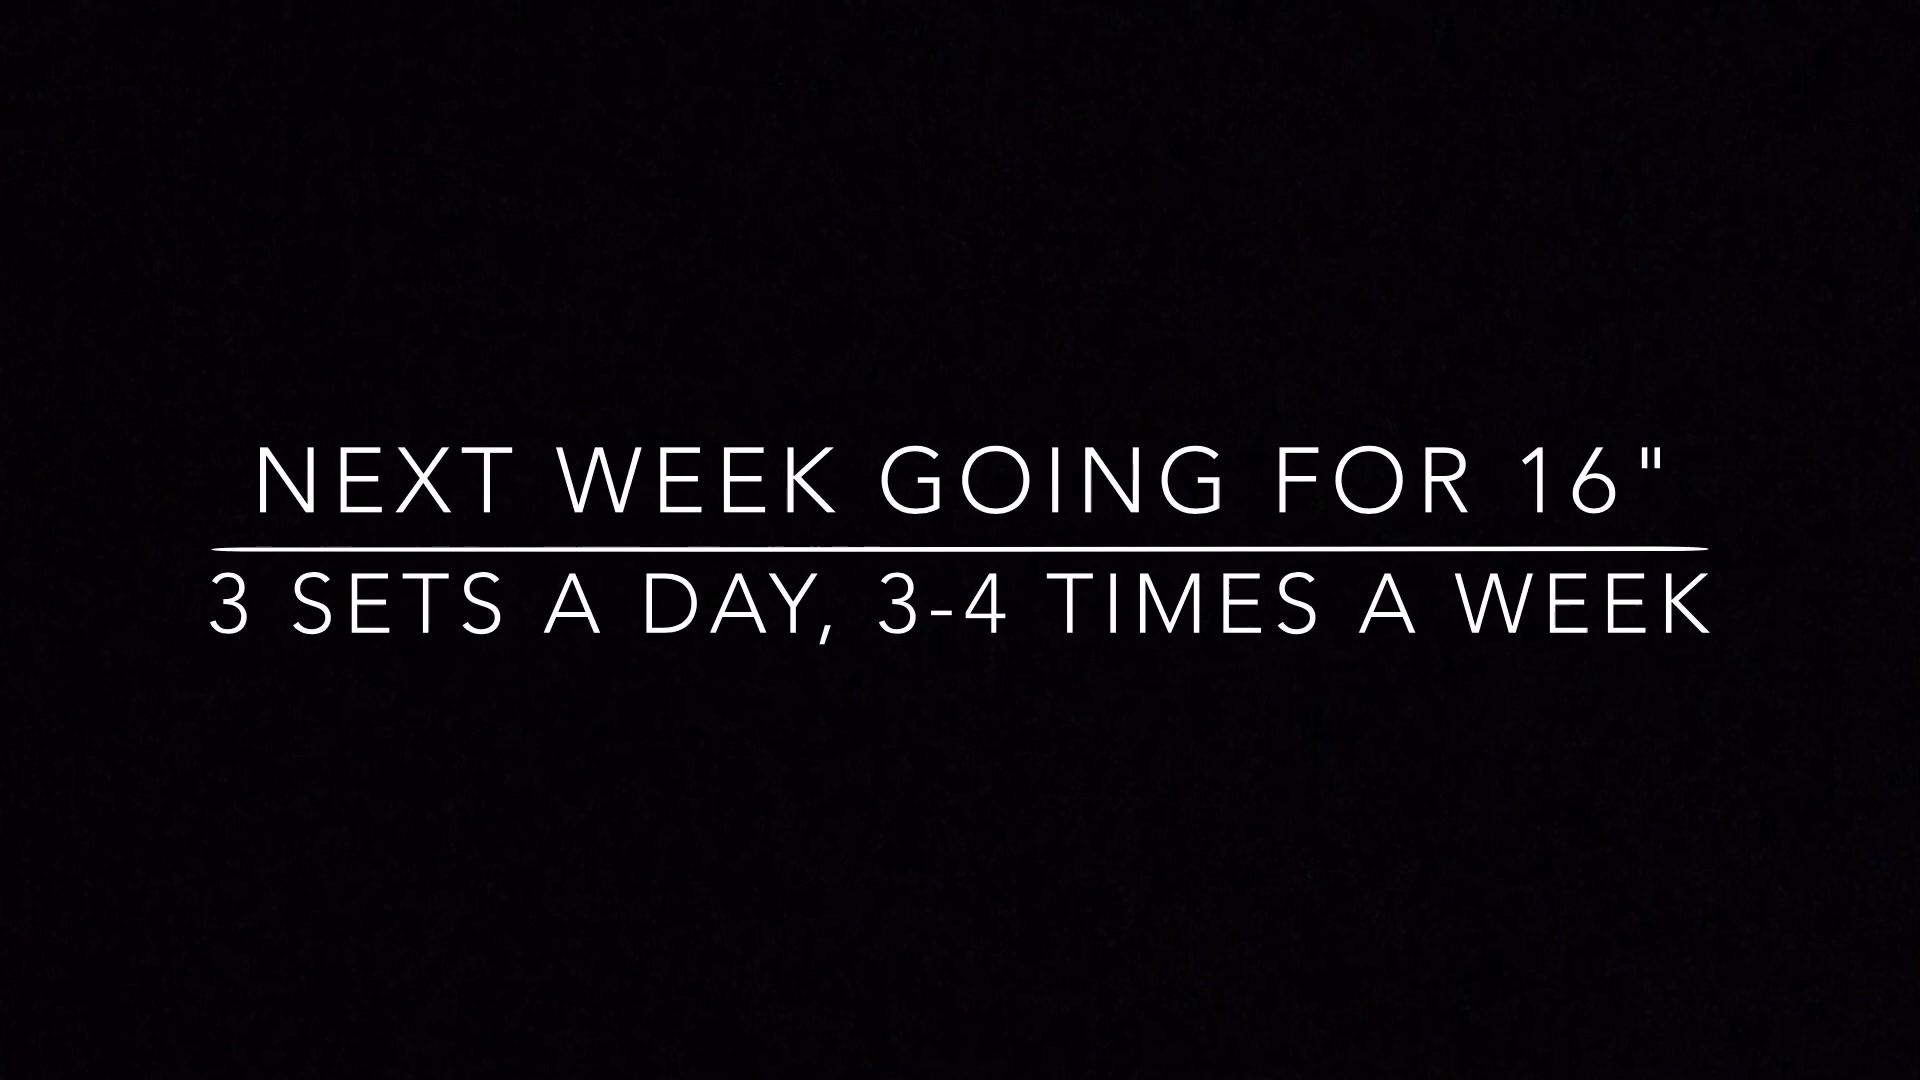 NEXT WEEK GOING FOR 16"
3 SETS A DAY, 3-4 TIMES A WEEK